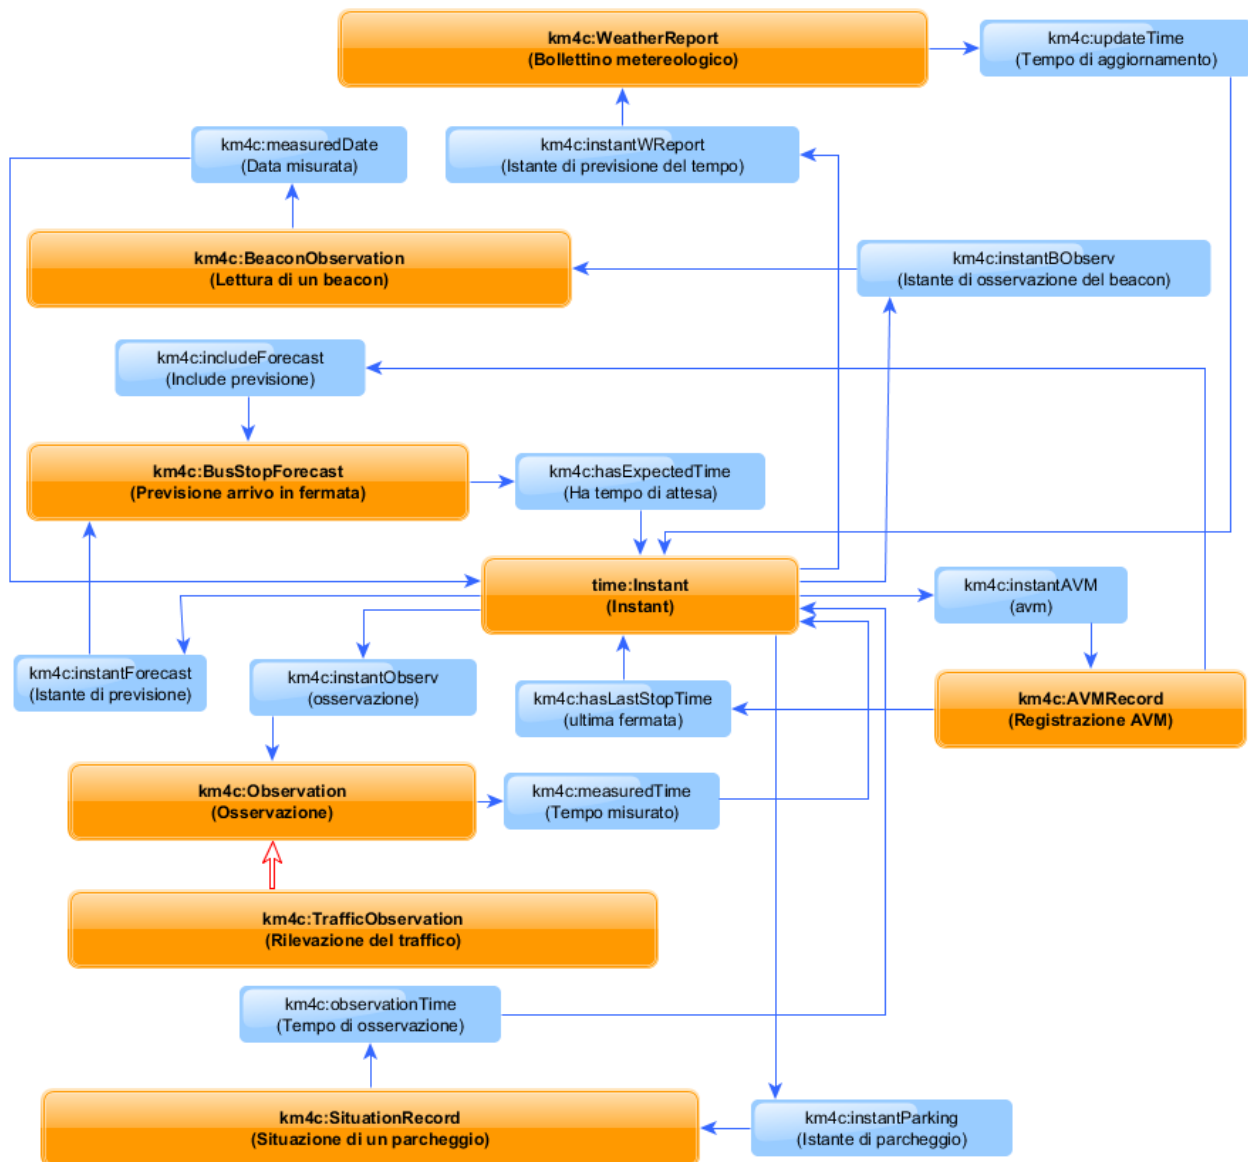 km4c:WeatherReport
(Bollettino metereologico)
km4c:updateTime
(Tempo di aggiornamento)
km4c:measuredDate
(Data misurata)
km4c:instantWReport
(Istante di previsione del tempo)
km4c:BeaconObservation
(Lettura di un beacon)
km4c:instantBObserv
(Istante di osservazione del beacon)
km4c:includeForecast
(Include previsione)
km4c:BusStopForecast
(Previsione arrivo in fermata)
km4c:hasExpectedTime
(Ha tempo di attesa)
time:Instant
(Instant)
km4c:instantAVM
(avm)
km4c:instantForecast
(Istante di previsione)
km4c:instantObserv
(osservazione)
km4c:hasLastStopTime
(ultima fermata)
km4c:AVMRecord
(Registrazione AVM)
km4c:Observation
(Osservazione)
km4c:measuredTime
(Tempo misurato)
km4c:TrafficObservation
(Rilevazione del traffico)
km4c:observationTime
(Tempo di osservazione)
km4c:SituationRecord
(Situazione di un parcheggio)
km4c:instantParking
(Istante di parcheggio)